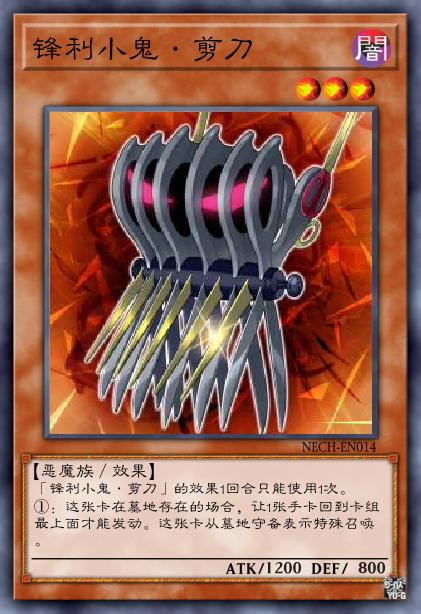 锋利小鬼·剪刀
闇
NECH-EN014
【恶魔族／效果】
「锋利小鬼·剪刀」的效果1回合只能使用1次。
①：这张卡在墓地存在的场合，让1张手卡回到卡组
最上面才能发动。这张卡从墓地守备表示特殊召唤
。
ATK/1200 DEF/ 800